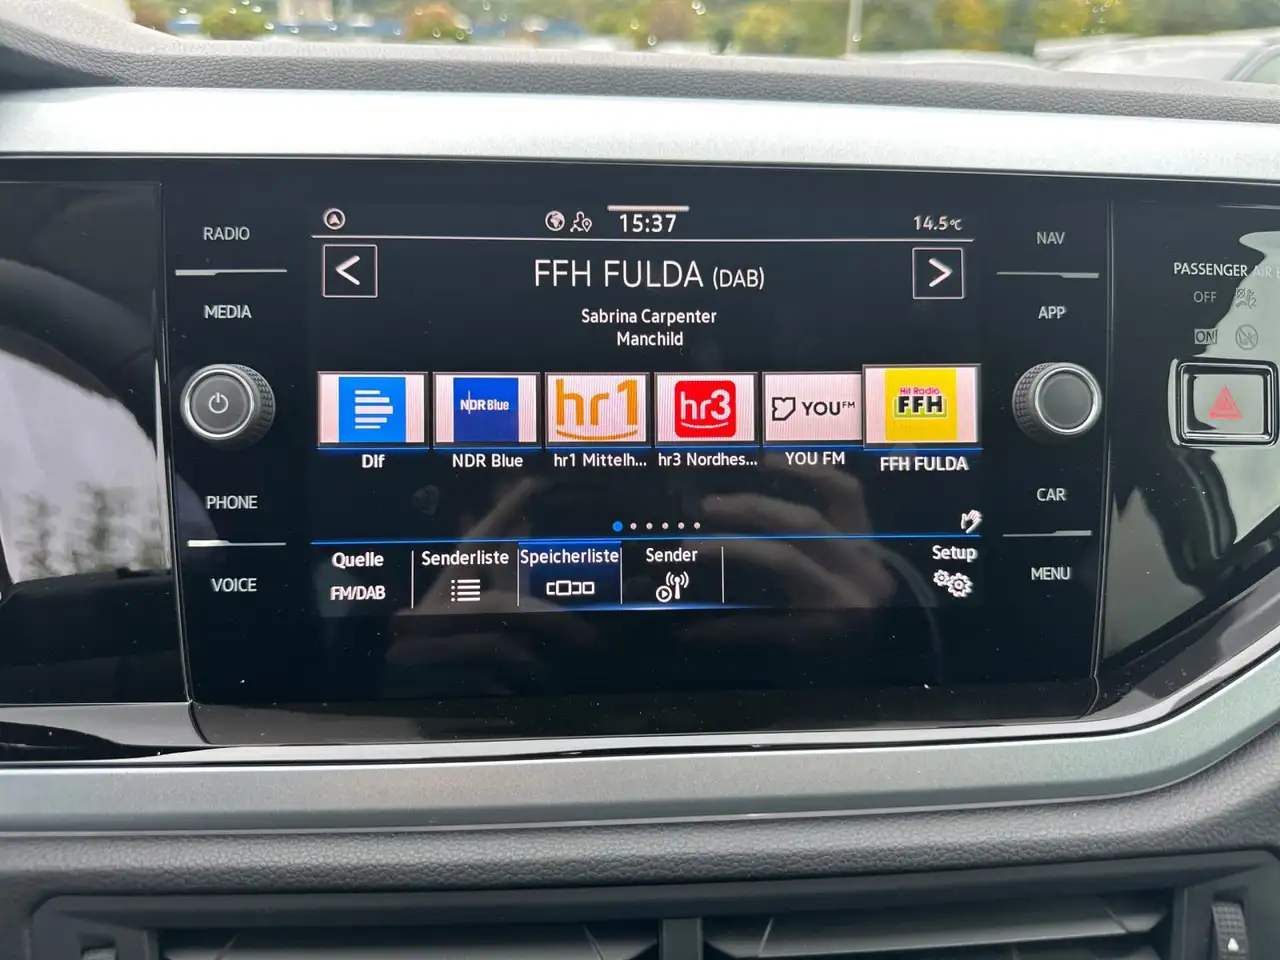 RADIO
MEDIA
PHONE
VOICE
15:37
14.5°C
FFH FULDA (DAB)
Sabrina Carpenter
Manchild
NDR Blue
hr1
hr3
YOU FM
Hit Radio
FFH
Dlf
NDR Blue
hr1 Mittelh...
hr3 Nordhes...
YOU FM
FFH FULDA
Quelle
FM/DAB
Senderliste
Speicherliste
Sender
Setup
NAV
APP
CAR
MENU
PASSENGER AIR
OFF
ON